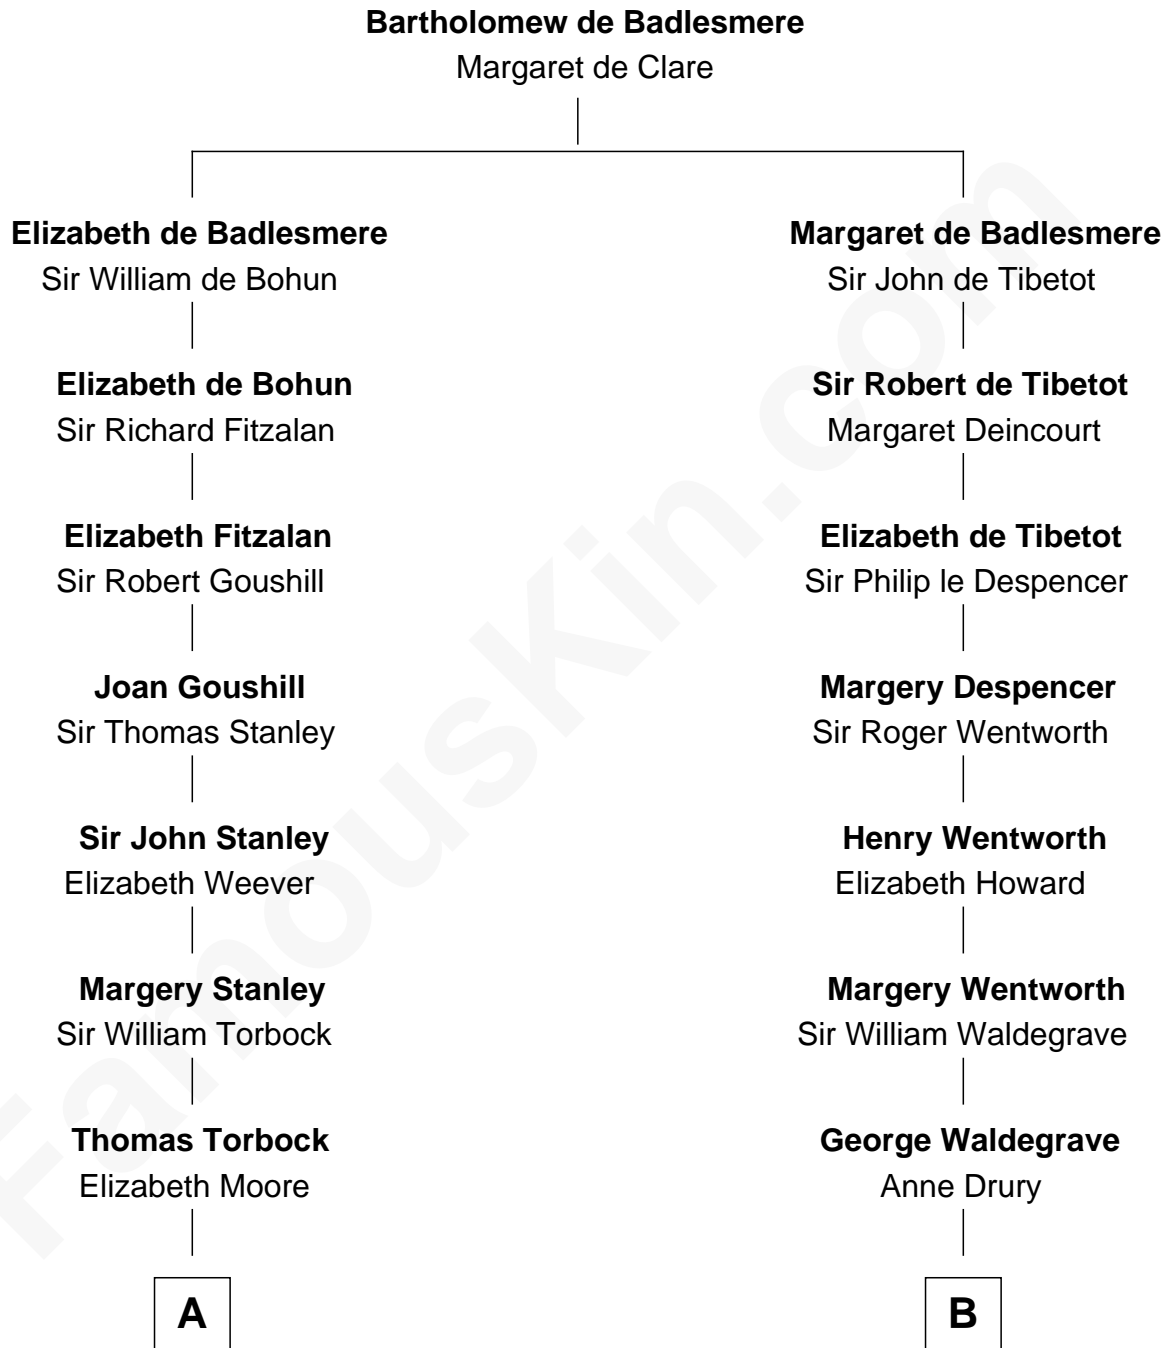 Bartholomew de Badlesmere
Margaret de Clare
Elizabeth de Badlesmere
Sir William de Bohun
Margaret de Badlesmere
Sir John de Tibetot
Elizabeth de Bohun
Sir Richard Fitzalan
Sir Robert de Tibetot
Margaret Deincourt
Elizabeth Fitzalan
Sir Robert Goushill
Elizabeth de Tibetot
Sir Philip le Despencer
Joan Goushill
Sir Thomas Stanley
Margery Despencer
Sir Roger Wentworth
Sir John Stanley
Elizabeth Weever
Henry Wentworth
Elizabeth Howard
Margery Stanley
Sir William Torbock
Margery Wentworth
Sir William Waldegrave
Thomas Torbock
Elizabeth Moore
George Waldegrave
Anne Drury
A
B
FamousKin.com